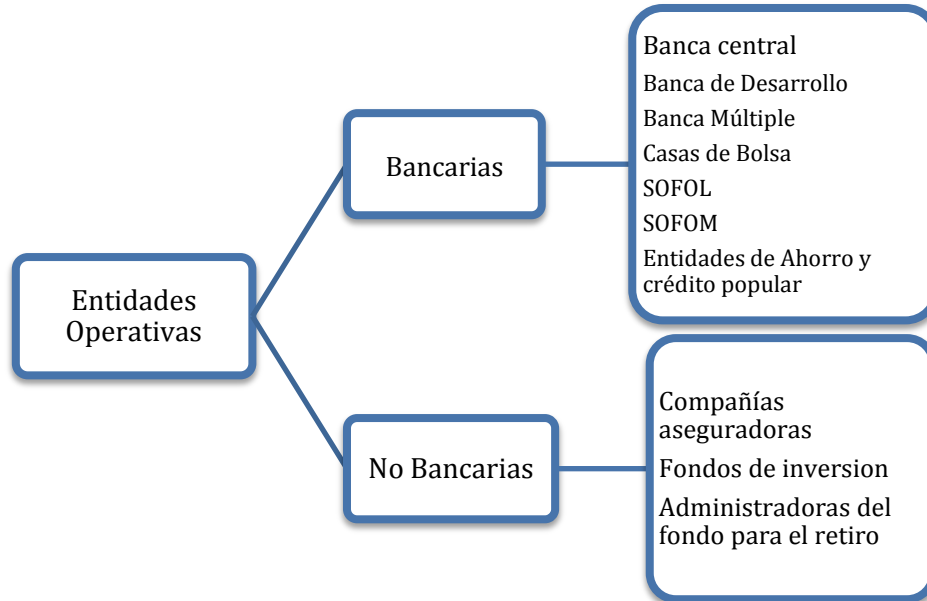 Entidades
Operativas
Bancarias
Banca central
Banca de Desarrollo
Banca Múltiple
Casas de Bolsa
SOFOL
SOFOM
Entidades de Ahorro y
crédito popular
No Bancarias
Compañías
aseguradoras
Fondos de inversion
Administradoras del
fondo para el retiro